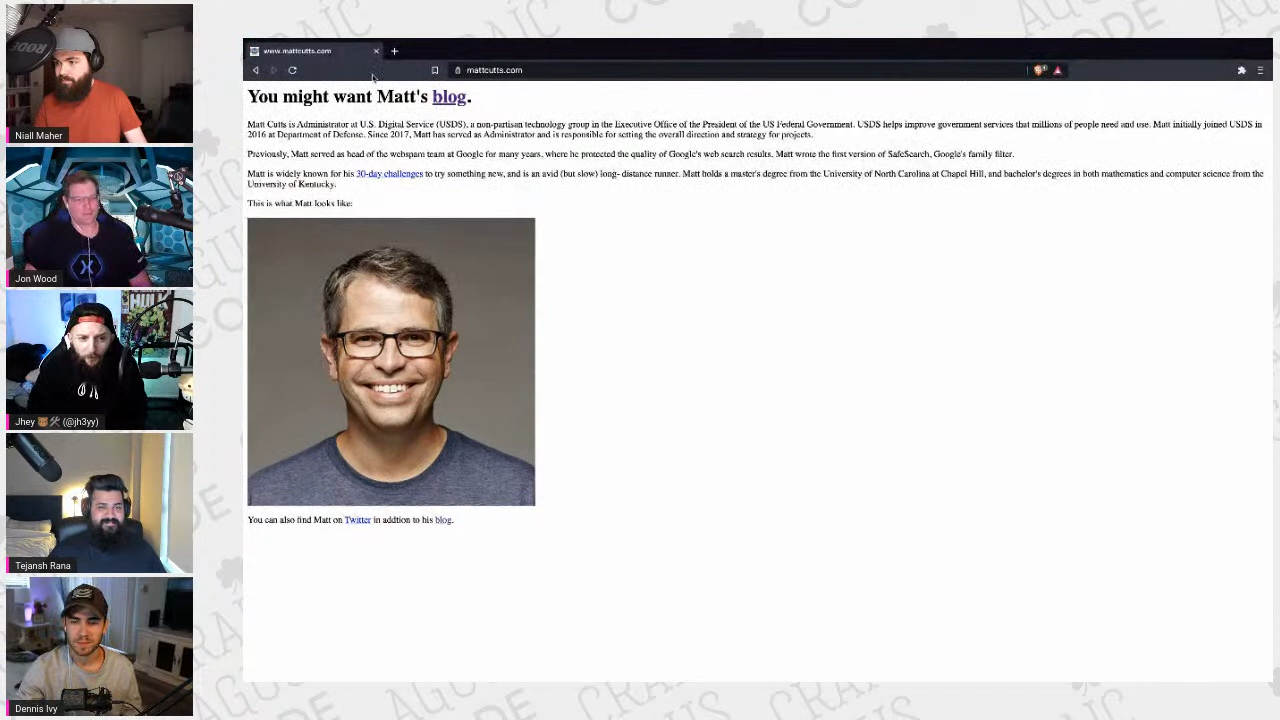 RODE
Niall Maher
Jon Wood
HULK
Jhey 🐻🛠 (@jh3yy)
Tejansh Rana
Dennis Ivy
www.mattcutts.com
mattcutts.com
You might want Matt's blog.
Matt Cutts is Administrator at U.S. Digital Service (USDS), a non-partisan technology group in the Executive Office of the President of the US Federal Government. USDS helps improve government services that millions of people need and use. Matt initially joined USDS in
2016 at Department of Defense. Since 2017, Matt has served as Administrator and is responsible for setting the overall direction and strategy for projects.
Previously, Matt served as head of the webspam team at Google for many years, where he protected the quality of Google's web search results. Matt wrote the first version of SafeSearch, Google's family filter.
Matt is widely known for his 30-day challenges to try something new, and is an avid (but slow) long- distance runner. Matt holds a master's degree from the University of North Carolina at Chapel Hill, and bachelor's degrees in both mathematics and computer science from the
University of Kentucky.
This is what Matt looks like:
You can also find Matt on Twitter in addtion to his blog.